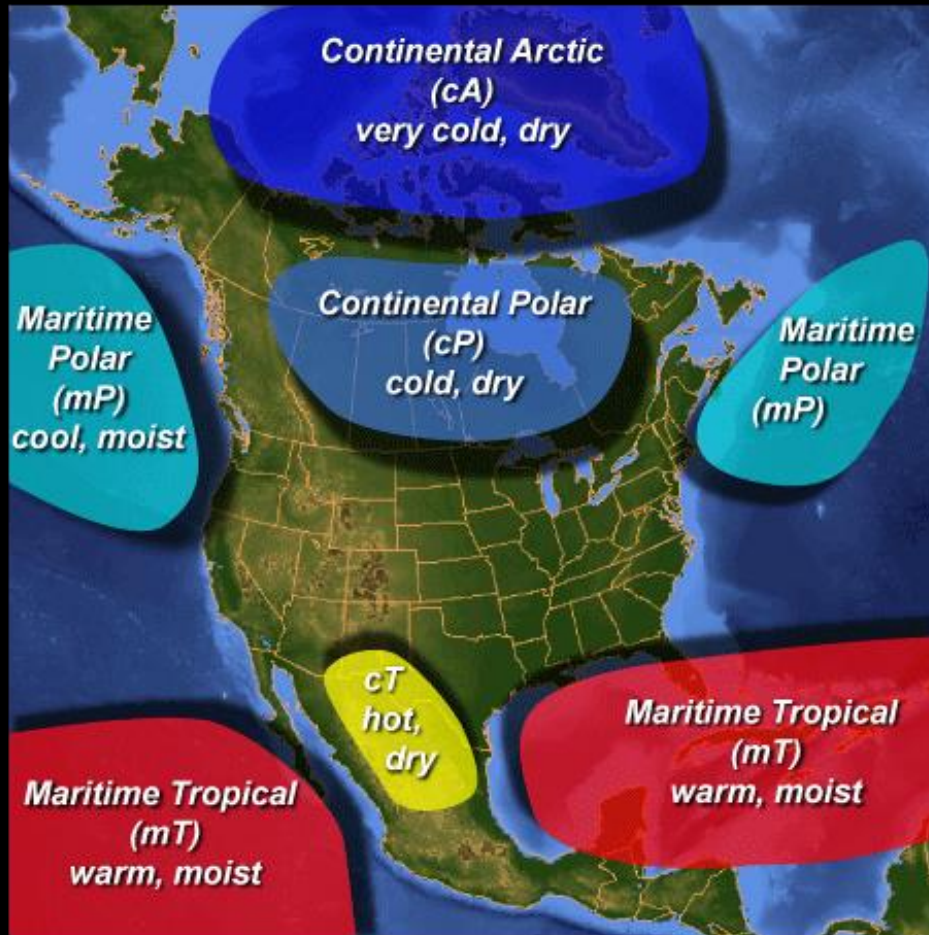 Continental Arctic
(cA)
very cold, dry
Maritime
Polar
(mP)
cool, moist
Continental Polar
(cP)
cold, dry
Maritime
Polar
(mP)
cT
hot,
dry
Maritime Tropical
(mT)
warm, moist
Maritime Tropical
(mT)
warm, moist